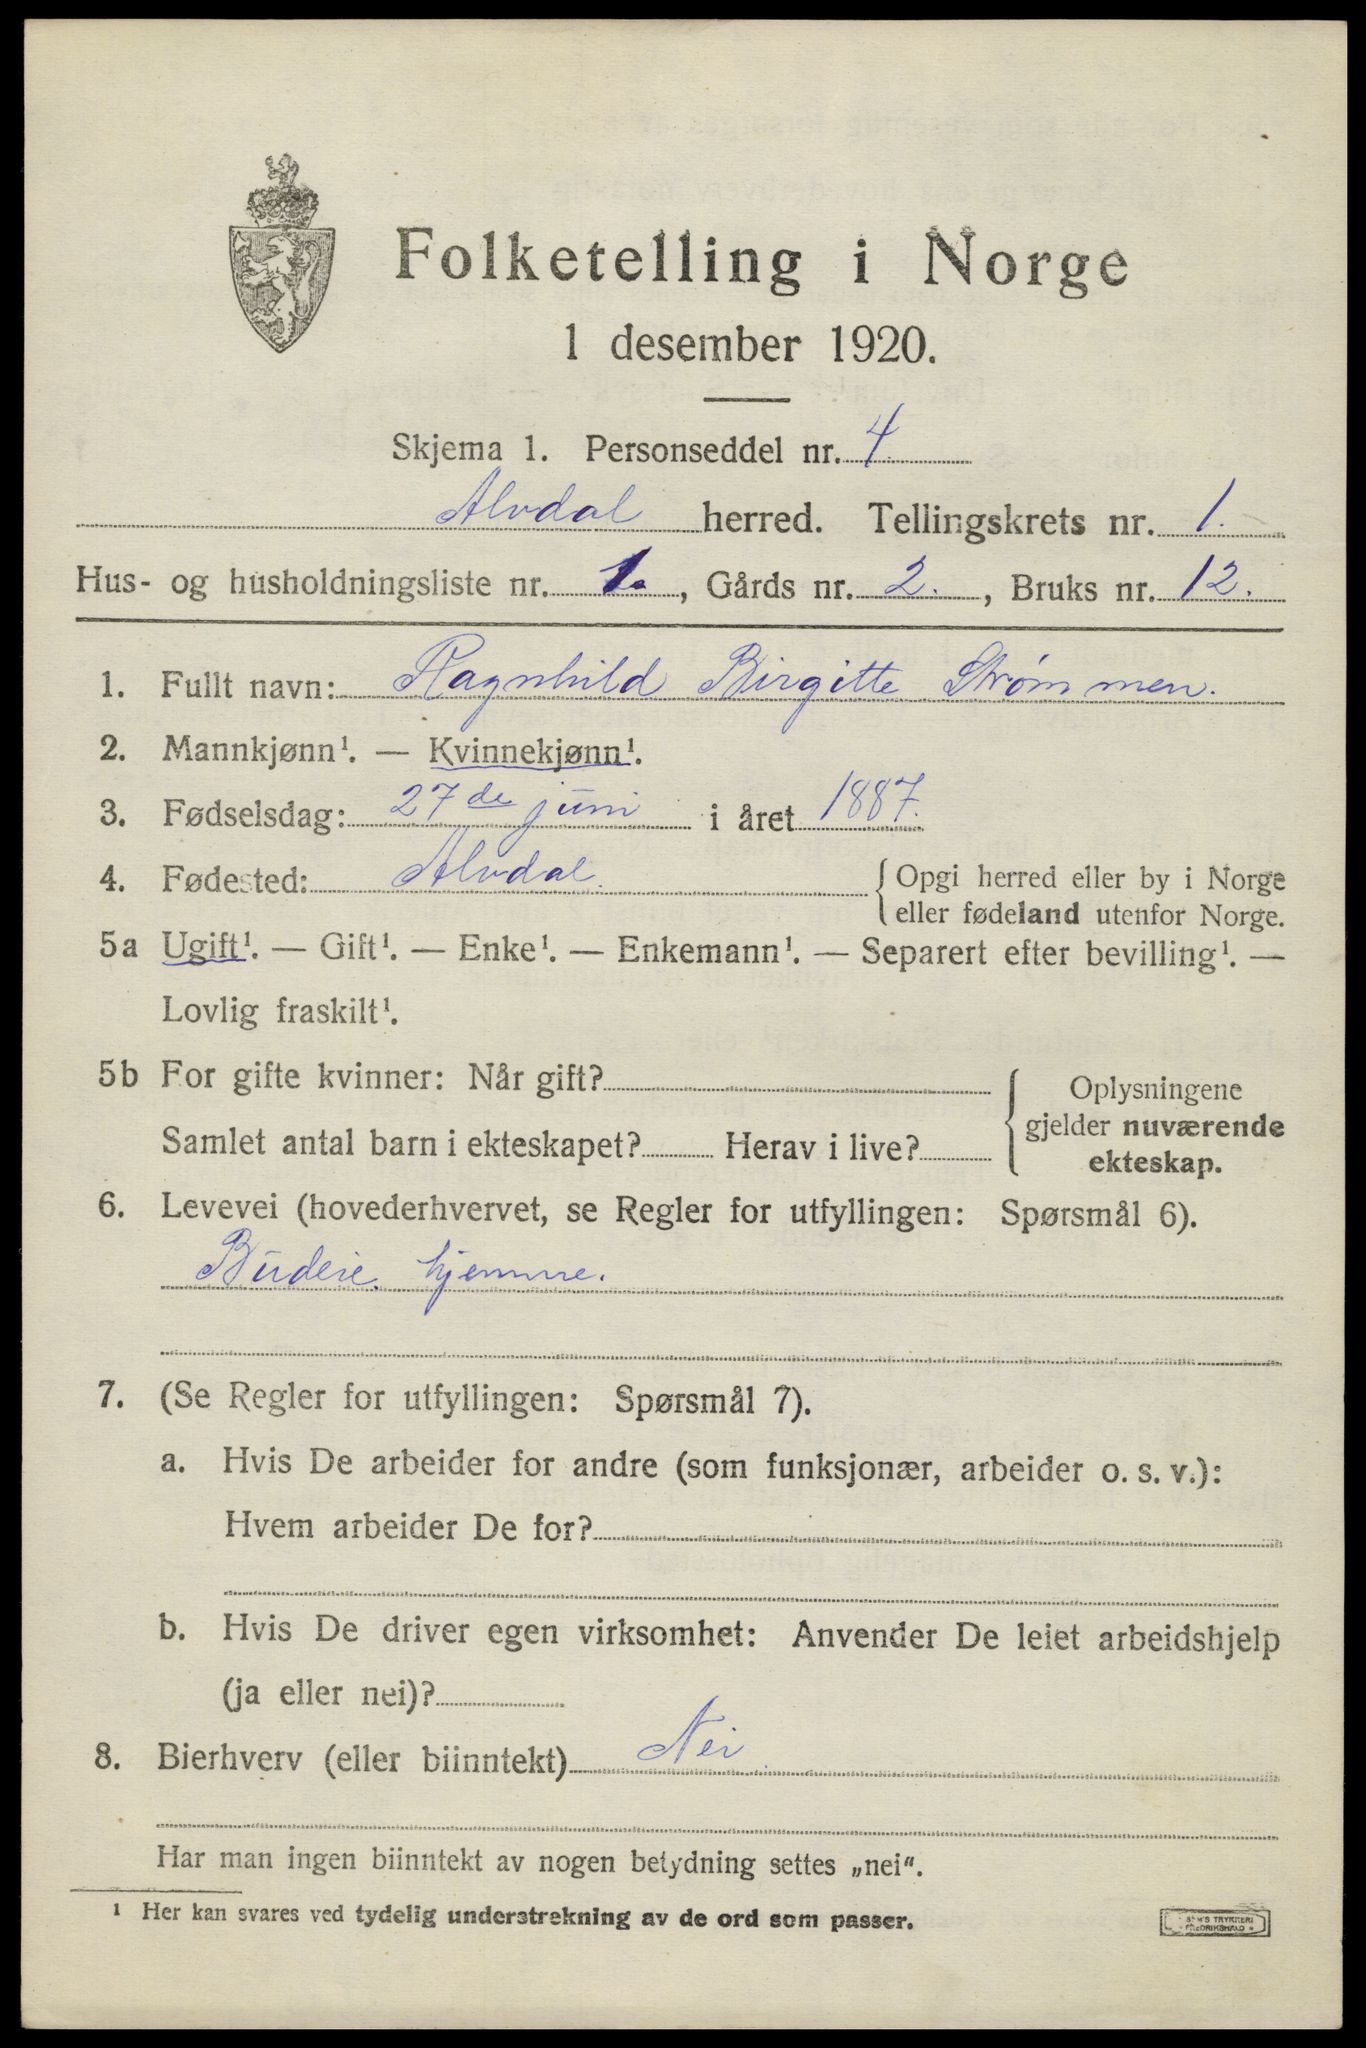 Folketelling i Norge
1 desember 1920.
Skjema 1. Personseddel nr. 4
Alvdal herred. Tellingskrets nr. 1.
Hus- og husholdningsliste nr. 1., Gårds nr. 2., Bruks nr. 12.
1. Fullt navn: Ragnhild Birgitte Strømmen.
2. Mannkjønn¹. — Kvinnekjønn¹.
3. Fødselsdag: 27de juni i året 1887.
4. Fødested: Alvdal. {Opgi herred eller by i Norge
eller fødeland utenfor Norge.
5a Ugift¹. — Gift¹. — Enke¹. — Enkemann¹. — Separert efter bevilling¹. —
Lovlig fraskilt¹.
5b For gifte kvinner: Når gift?
Samlet antal barn i ekteskapet? Herav i live?
{Oplysningene
gjelder nuværende
ekteskap.
6. Levevei (hovederhvervet, se Regler for utfyllingen: Spørsmål 6).
Budeie hjemme.
7. (Se Regler for utfyllingen: Spørsmål 7).
a. Hvis De arbeider for andre (som funksjonær, arbeider o. s. v.):
Hvem arbeider De for?
b. Hvis De driver egen virksomhet: Anvender De leiet arbeidshjelp
(ja eller nei)?
8. Bierhverv (eller biinntekt) Nei
Har man ingen biinntekt av nogen betydning settes „nei“.
¹ Her kan svares ved tydelig understrekning av de ord som passer.
TRYKKERI
FREDRIKSHALD